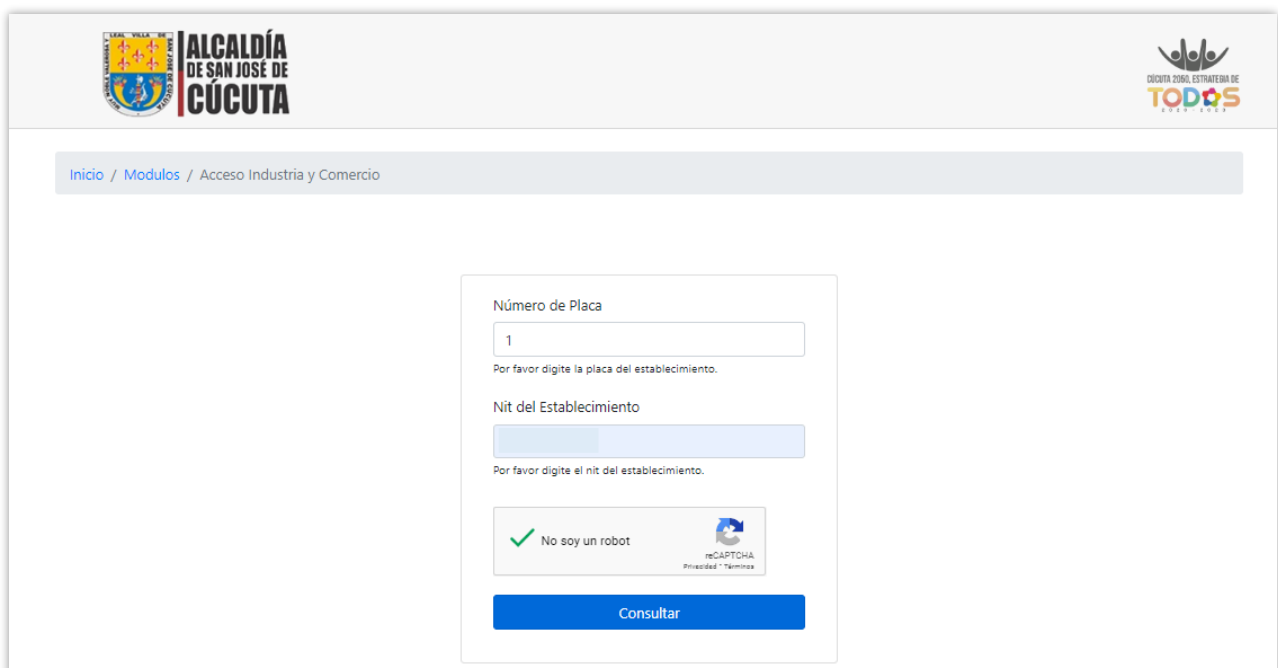 ALCALDÍA
DE SAN JOSÉ DE
CÚCUTA
CÚCUTA 2050, ESTRATEGIA DE
TODOS
2020 - 2023
Inicio / Modulos / Acceso Industria y Comercio
Número de Placa
1
Por favor digite la placa del establecimiento.
Nit del Establecimiento
Por favor digite el nit del establecimiento.
No soy un robot
reCAPTCHA
Privacidad - Términos
Consultar